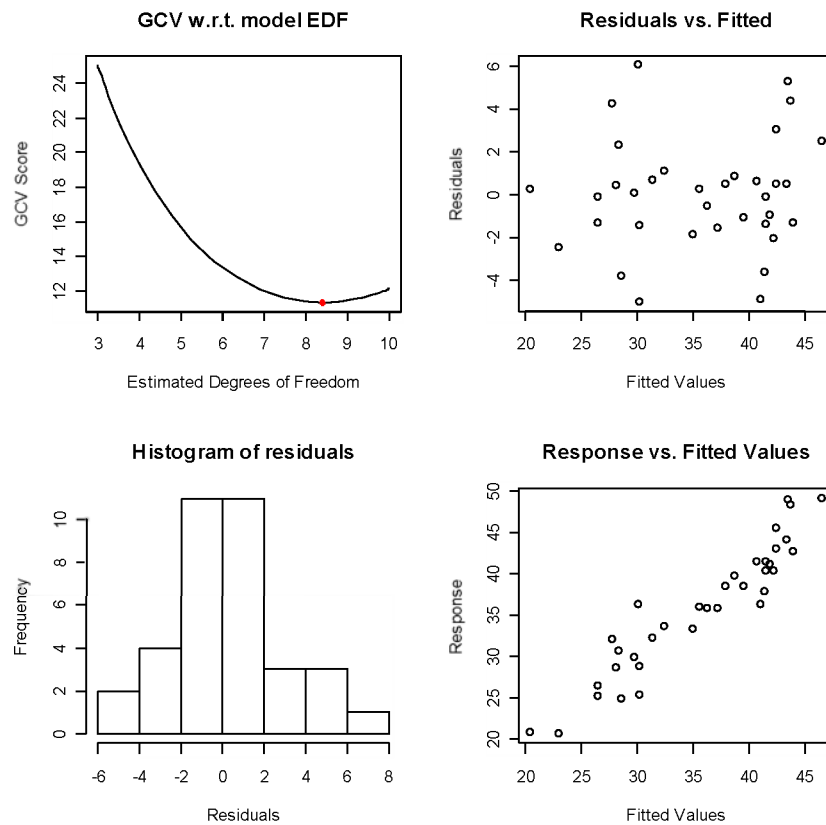 GCV w.r.t. model EDF
GCV Score
24
22
20
18
16
14
12
3 4 5 6 7 8 9 10
Estimated Degrees of Freedom
Residuals vs. Fitted
Residuals
6
4
2
0
-2
-4
20 25 30 35 40 45
Fitted Values
Histogram of residuals
Frequency
10
8
6
4
2
0
-6 -4 -2 0 2 4 6 8
Residuals
Response vs. Fitted Values
Response
50
45
40
35
30
25
20
20 25 30 35 40 45
Fitted Values